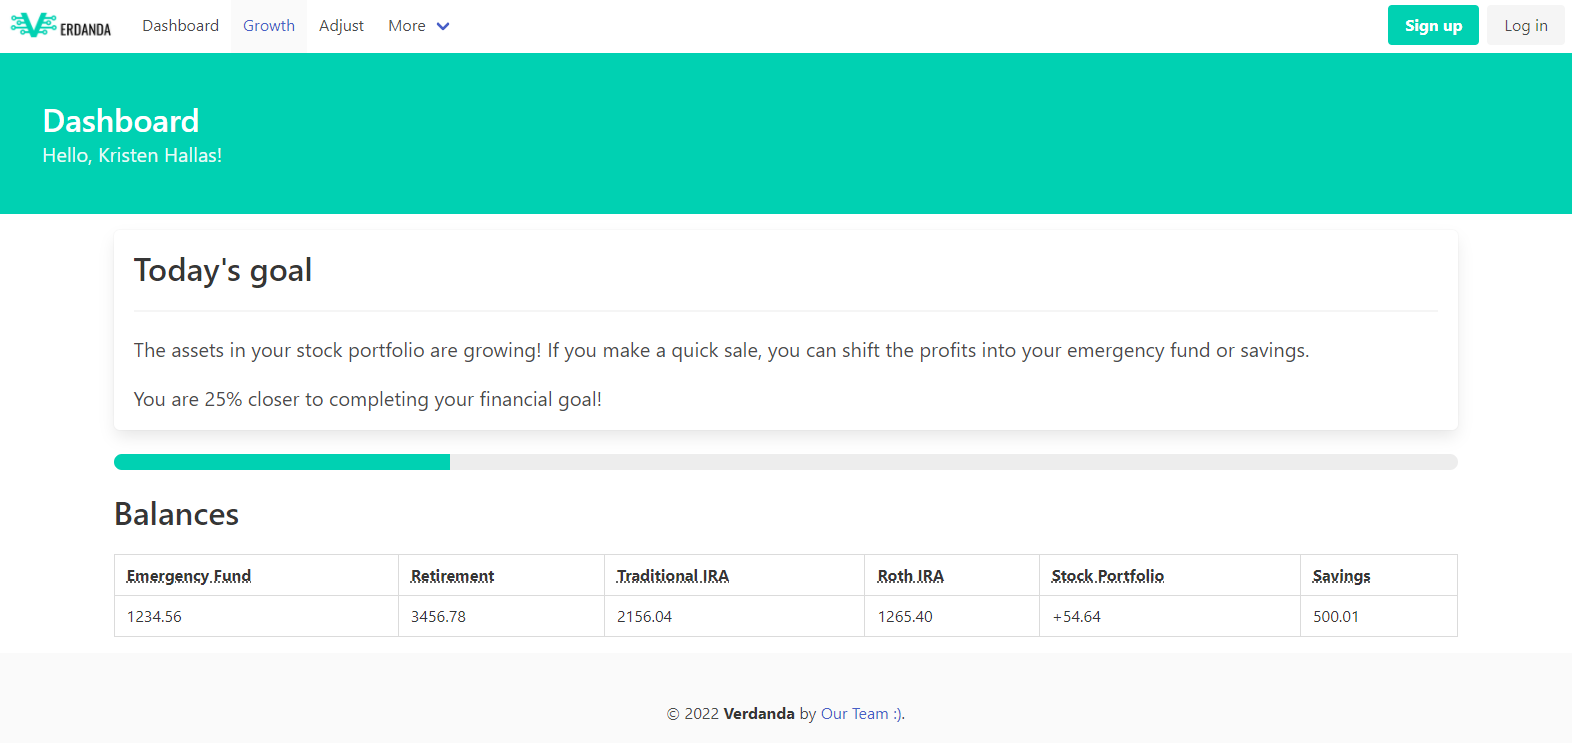 VERDANDA Dashboard Growth Adjust More Sign up Log in
Dashboard
Hello, Kristen Hallas!
Today's goal
The assets in your stock portfolio are growing! If you make a quick sale, you can shift the profits into your emergency fund or savings.
You are 25% closer to completing your financial goal!
Balances
Emergency Fund Retirement Traditional IRA Roth IRA Stock Portfolio Savings
1234.56 3456.78 2156.04 1265.40 +54.64 500.01
© 2022 Verdanda by Our Team :).